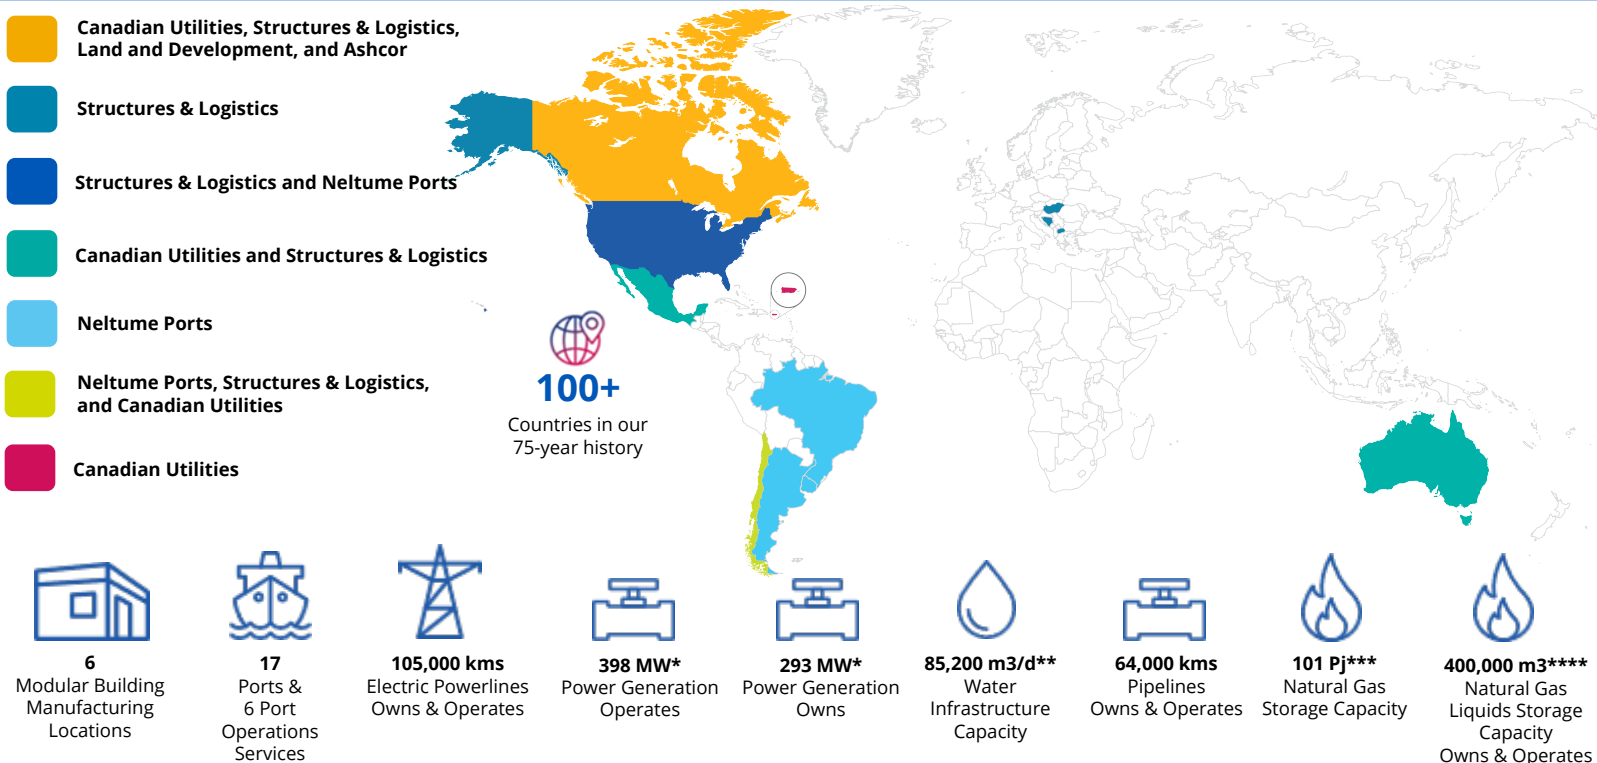 Canadian Utilities, Structures & Logistics,
Land and Development, and Ashcor
Structures & Logistics
Structures & Logistics and Neltume Ports
Canadian Utilities and Structures & Logistics
Neltume Ports
Neltume Ports, Structures & Logistics,
and Canadian Utilities
Canadian Utilities
100+
Countries in our
75-year history
6
Modular Building
Manufacturing
Locations
17
Ports &
6 Port
Operations
Services
105,000 kms
Electric Powerlines
Owns & Operates
398 MW*
Power Generation
Operates
293 MW*
Power Generation
Owns
85,200 m3/d**
Water
Infrastructure
Capacity
64,000 kms
Pipelines
Owns & Operates
101 Pj***
Natural Gas
Storage Capacity
400,000 m3****
Natural Gas
Liquids Storage
Capacity
Owns & Operates